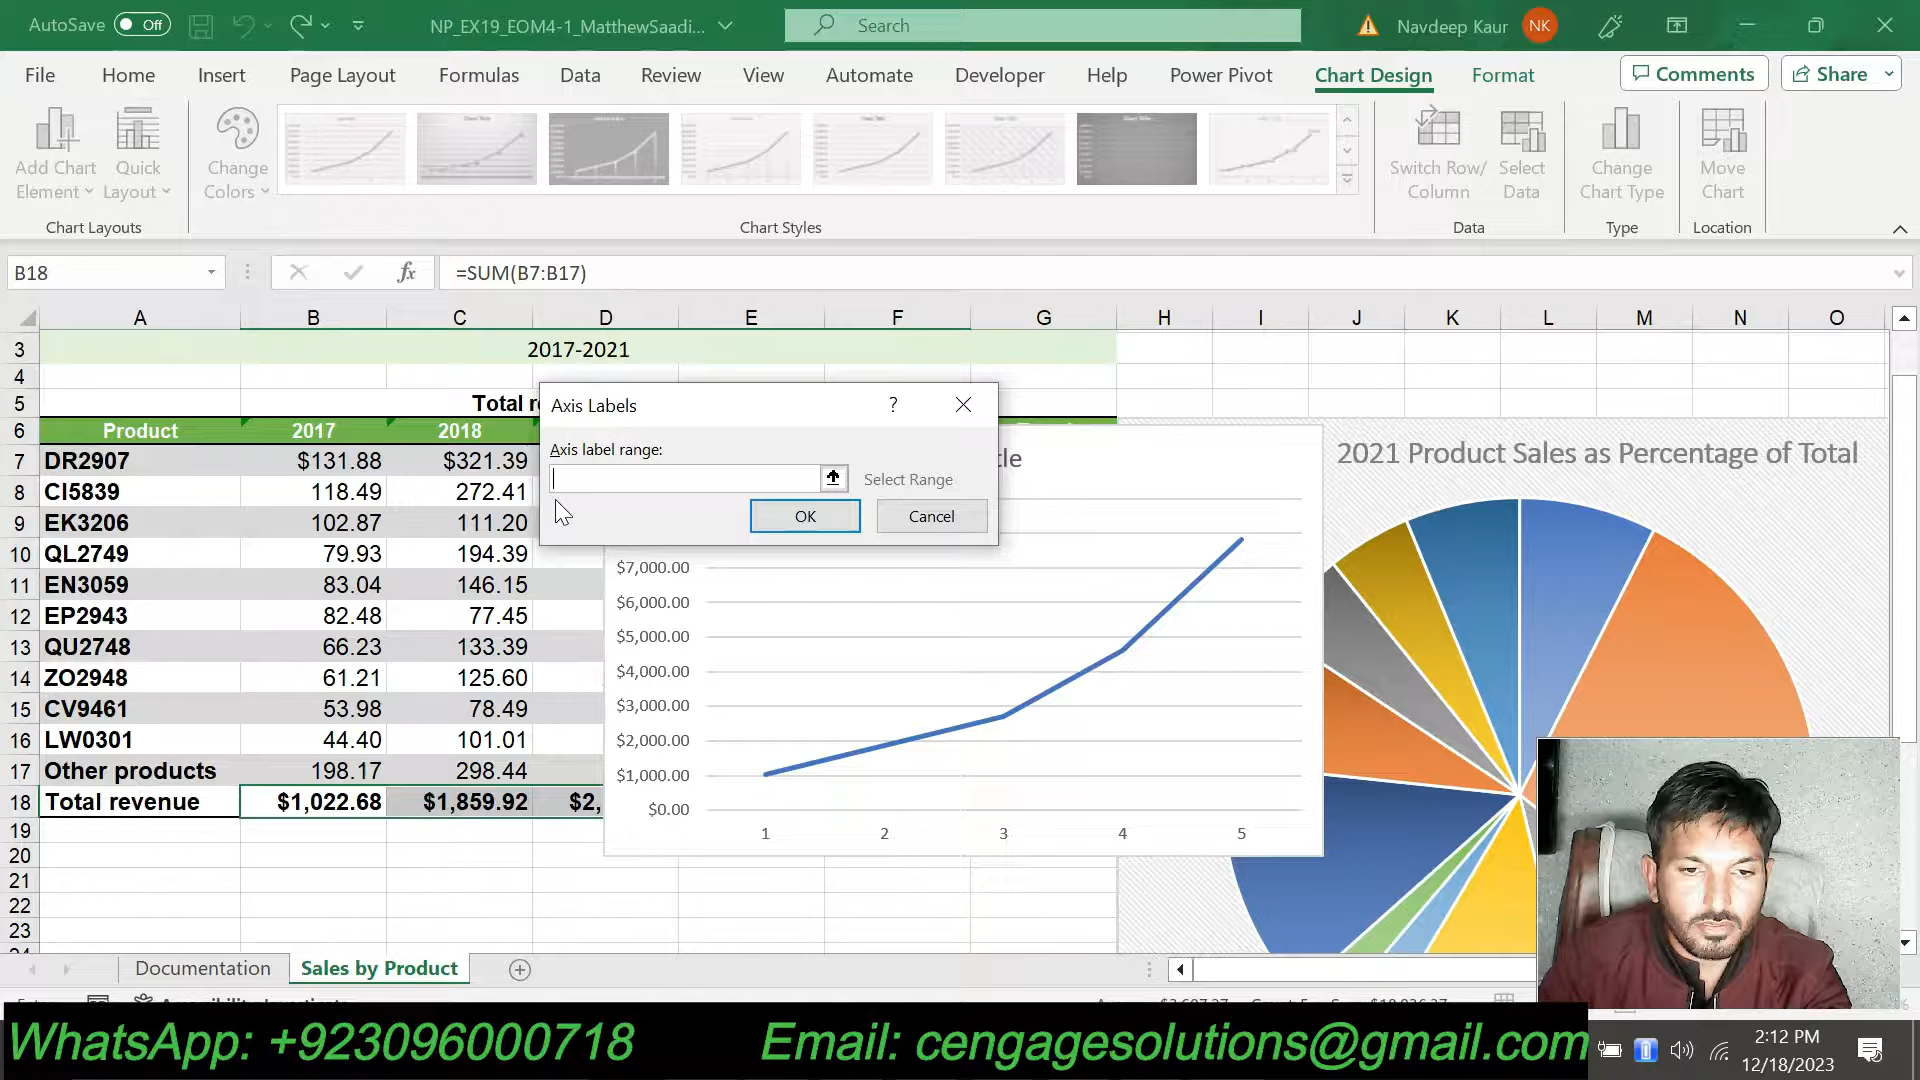 AutoSave Off NP_EX19_EOM4-1_MatthewSaadi... Search Navdeep Kaur NK
File Home Insert Page Layout Formulas Data Review View Automate Developer Help Power Pivot Chart Design Format Comments Share
Add Chart Element
Quick Layout
Change Colors
Switch Row/ Column
Select Data
Change Chart Type
Move Chart
Chart Layouts Chart Styles Data Type Location
B18 fx =SUM(B7:B17)
A B C D E F G H I J K L M N O
3 2017-2021
4
5 Total r
6 Product 2017 2018
7 DR2907 $131.88 $321.39
8 CI5839 118.49 272.41
9 EK3206 102.87 111.20
10 QL2749 79.93 194.39
11 EN3059 83.04 146.15
12 EP2943 82.48 77.45
13 QU2748 66.23 133.39
14 ZO2948 61.21 125.60
15 CV9461 53.98 78.49
16 LW0301 44.40 101.01
17 Other products 198.17 298.44
18 Total revenue $1,022.68 $1,859.92 $2,
19
20
21
22
23
Axis Labels ?
Axis label range:
Select Range
OK Cancel
tle
$7,000.00
$6,000.00
$5,000.00
$4,000.00
$3,000.00
$2,000.00
$1,000.00
$0.00
1 2 3 4 5
2021 Product Sales as Percentage of Total
Documentation Sales by Product
WhatsApp: +923096000718 Email: cengagesolutions@gmail.com
2:12 PM
12/18/2023